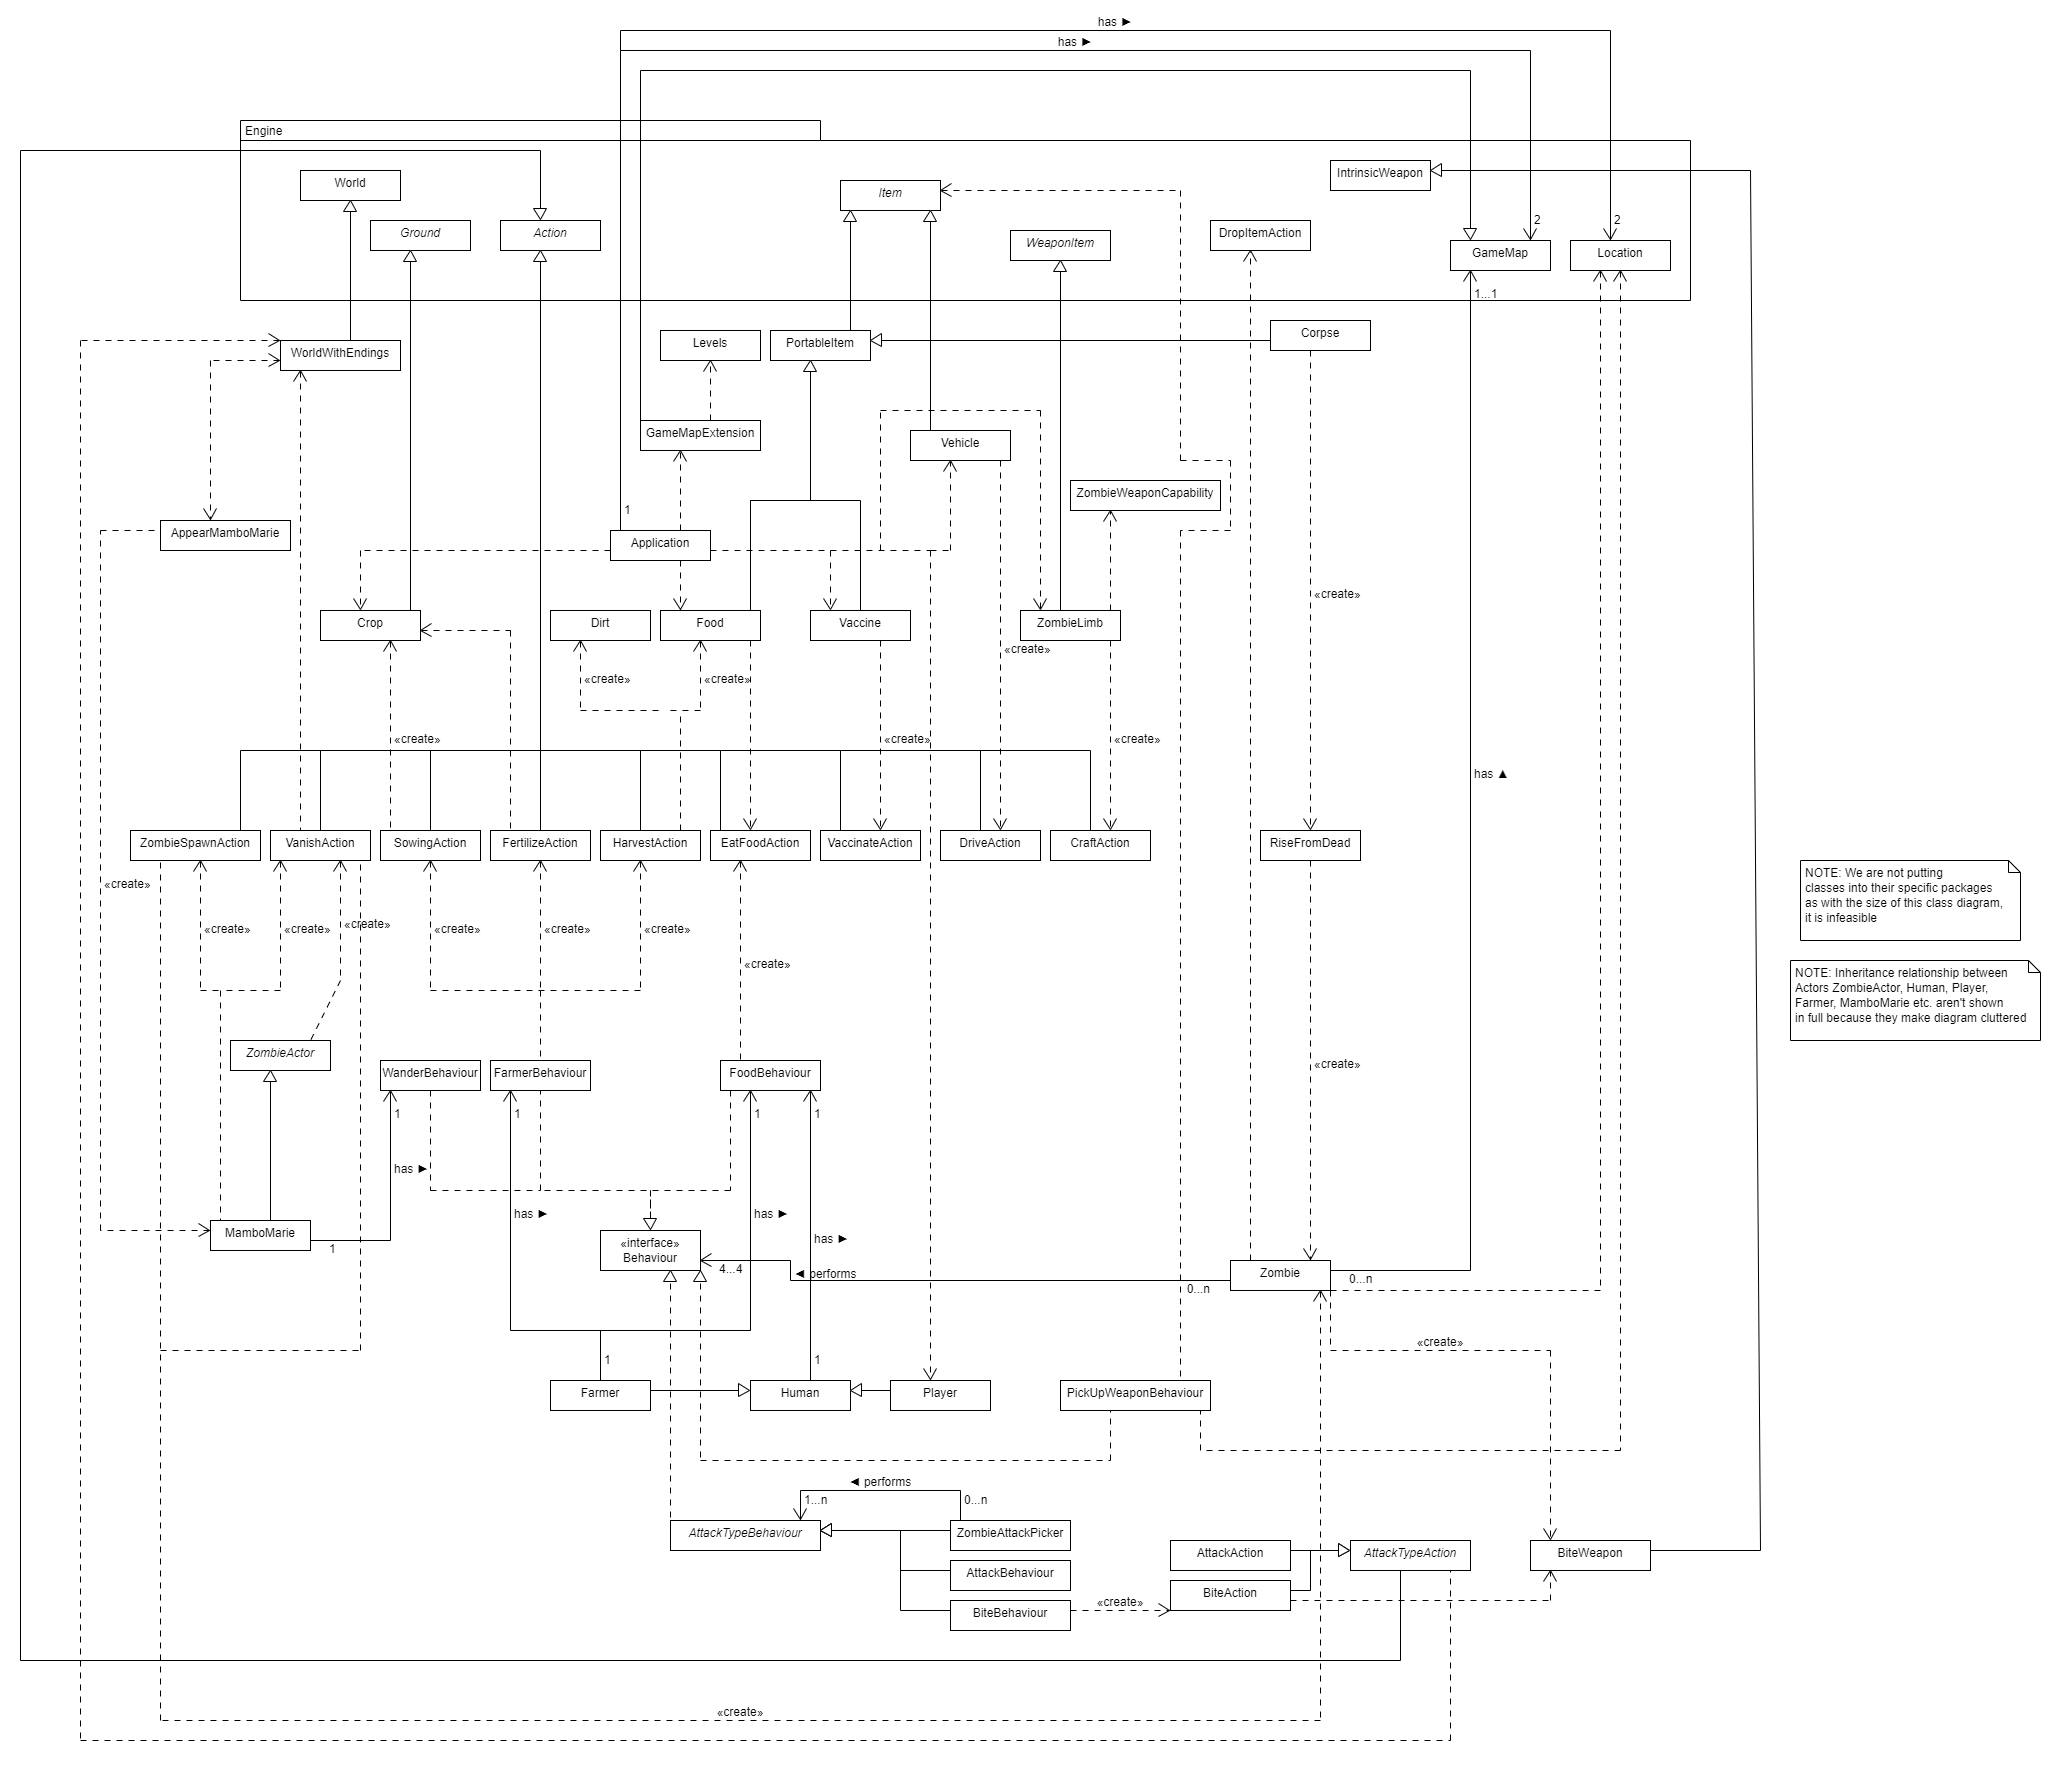 has ►
has ►
Engine
World
IntrinsicWeapon
Item
Ground
Action
WeaponItem
DropItemAction
2
2
GameMap
Location
1...1
WorldWithEndings
Levels
PortableItem
Corpse
GameMapExtension
Vehicle
ZombieWeaponCapability
1
AppearMamboMarie
Application
«create»
Crop
Dirt
Food
Vaccine
ZombieLimb
«create»
«create»
«create»
«create»
«create»
«create»
has ▲
ZombieSpawnAction
VanishAction
SowingAction
FertilizeAction
HarvestAction
EatFoodAction
VaccinateAction
DriveAction
CraftAction
RiseFromDead
NOTE: We are not putting
classes into their specific packages
as with the size of this class diagram,
it is infeasible
«create»
«create»
«create»
«create»
«create»
«create»
«create»
«create»
NOTE: Inheritance relationship between
Actors ZombieActor, Human, Player,
Farmer, MamboMarie etc. aren't shown
in full because they make diagram cluttered
ZombieActor
WanderBehaviour
FarmerBehaviour
FoodBehaviour
«create»
1
1
1
1
has ►
has ►
has ►
has ►
MamboMarie
1
«interface»
Behaviour
4...4
◄ performs
0...n
Zombie
0...n
«create»
1
1
Farmer
Human
Player
PickUpWeaponBehaviour
◄ performs
1...n
0...n
AttackTypeBehaviour
ZombieAttackPicker
AttackAction
AttackTypeAction
BiteWeapon
AttackBehaviour
BiteAction
«create»
BiteBehaviour
«create»